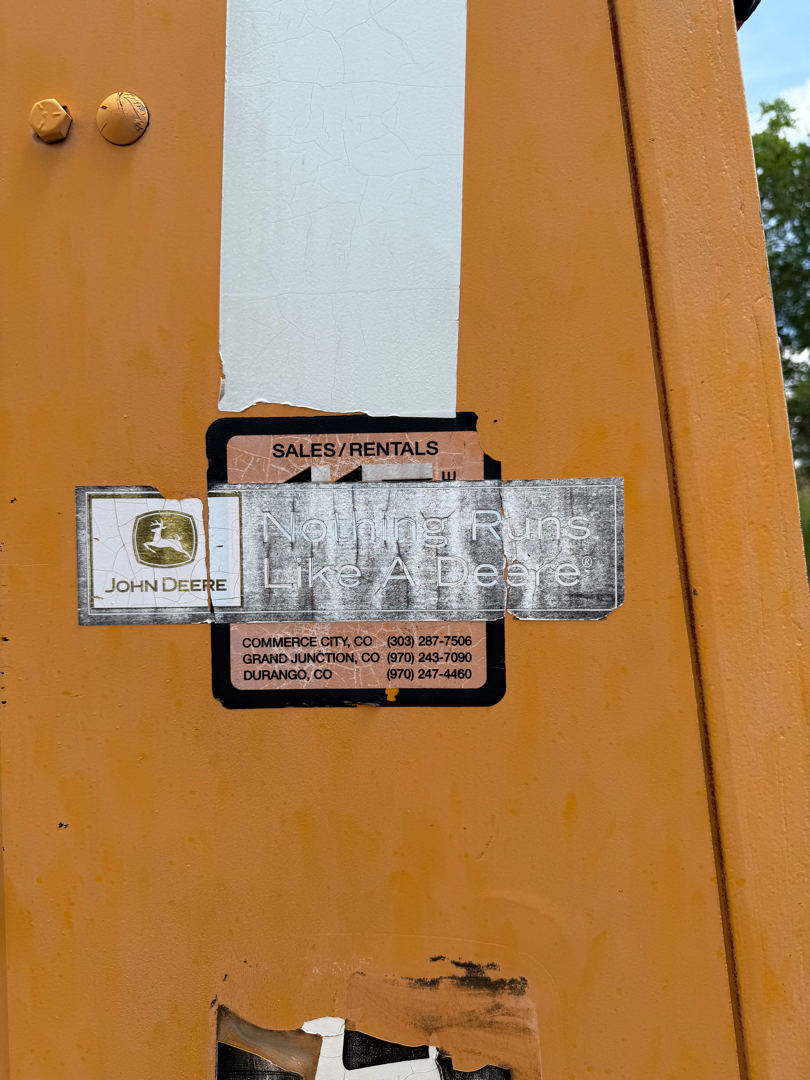 SALES/RENTALS
E
Nothing Runs
Like A Deere®
JOHN DEERE
COMMERCE CITY, CO (303) 287-7506
GRAND JUNCTION, CO (970) 243-7090
DURANGO, CO (970) 247-4460